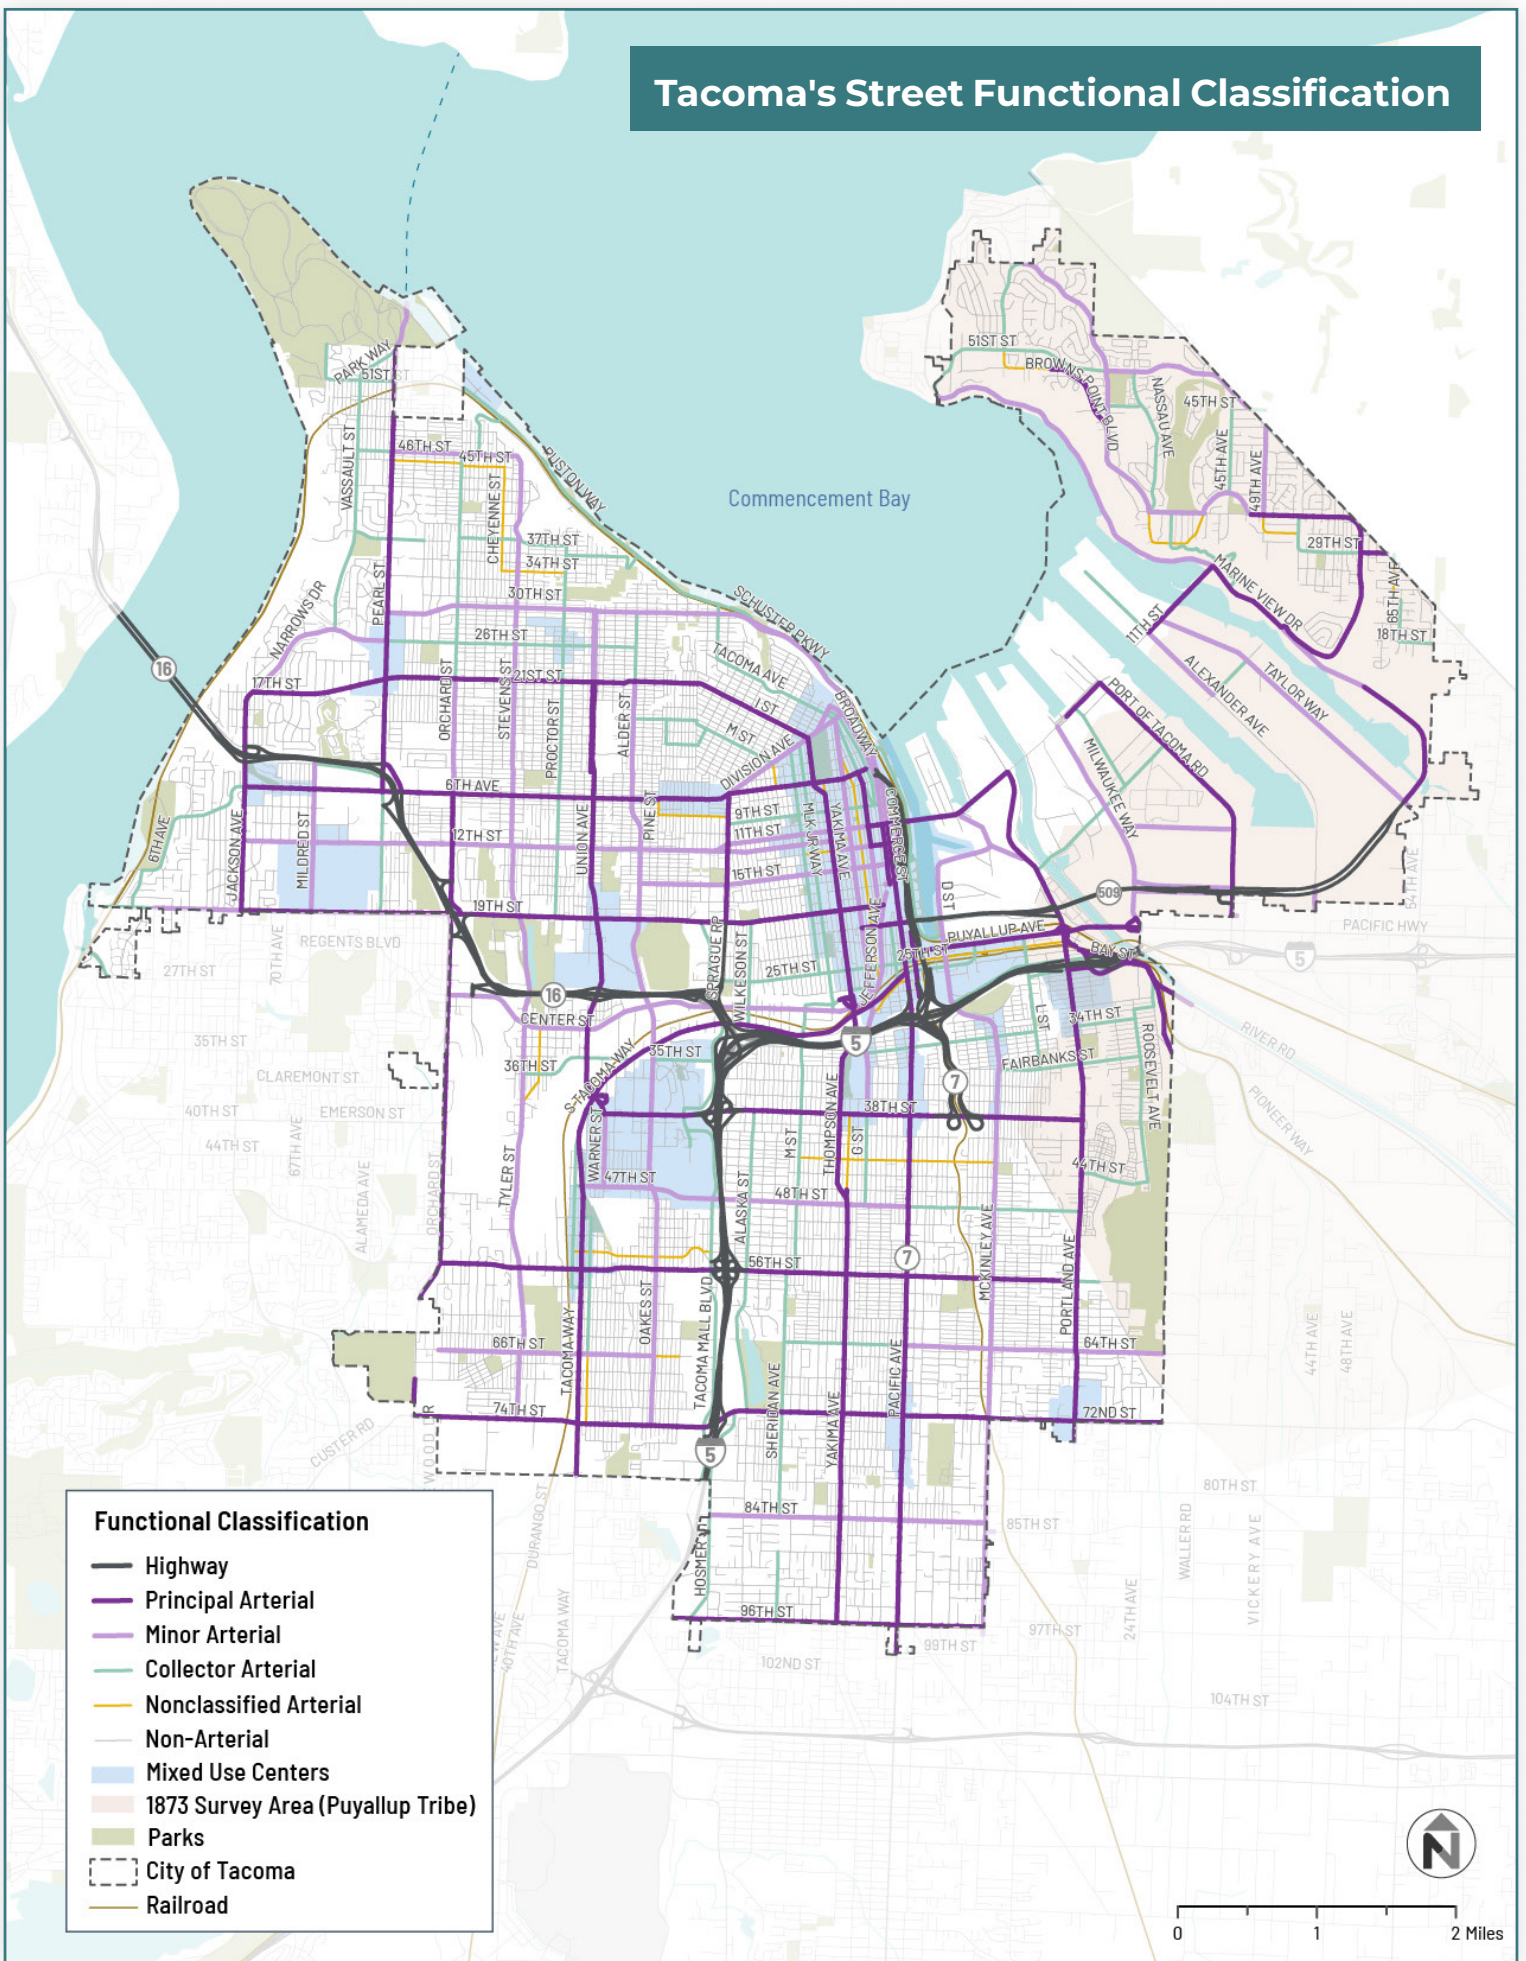 Tacoma's Street Functional Classification
Commencement Bay
PARK WAY
51ST ST
46TH ST
45TH ST
VASSAULT ST
CHEYENNE ST
RUSTON WAY
37TH ST
34TH ST
30TH ST
PEARL ST
NARROWS DR
26TH ST
SCHUSTER PKWY
TACOMA AVE
17TH ST
21ST ST
ORCHARD ST
STEVENS ST
PROCTOR ST
ALDER ST
I ST
M ST
DIVISION AVE
BROADWAY
16
6TH AVE
6TH AVE
JACKSON AVE
MILDRED ST
12TH ST
UNION AVE
PINE ST
9TH ST
11TH ST
15TH ST
MLK JR WAY
YAKIMA AVE
COMMERCE ST
19TH ST
SPRAGUE
WILKESON ST
25TH ST
JEFFERSON AVE
25TH ST
PUYALLUP AVE
D ST
BAY ST
L ST
34TH ST
FAIRBANKS ST
ROOSEVELT AVE
51ST ST
BROWNS POINT BLVD
NASSAU AVE
45TH ST
45TH AVE
49TH AVE
29TH ST
MARINE VIEW DR
65TH AVE
18TH ST
11TH ST
ALEXANDER AVE
TAYLOR WAY
PORT OF TACOMA RD
MILWAUKEE WAY
509
54TH AVE
PACIFIC HWY
5
REGENTS BLVD
27TH ST
70TH AVE
16
CENTER ST
35TH ST
36TH ST
S TACOMA WAY
35TH ST
5
7
CLAREMONT ST
40TH ST
EMERSON ST
44TH ST
67TH AVE
ALAMEDA AVE
ORCHARD ST
TYLER ST
WARNER ST
47TH ST
38TH ST
M ST
THOMPSON AVE
G ST
44TH ST
48TH ST
ALASKA ST
MCKINLEY AVE
7
56TH ST
PORTLAND AVE
RIVER RD
PIONEER WAY
44TH AVE
48TH AVE
66TH ST
TACOMA WAY
OAKES ST
TACOMA MALL BLVD
64TH ST
SHERIDAN AVE
YAKIMA AVE
PACIFIC AVE
74TH ST
72ND ST
CUSTER RD
5
80TH ST
84TH ST
85TH ST
WALLER RD
VICKERY AVE
DURANGO ST
HOSMER
96TH ST
24TH AVE
97TH ST
99TH ST
40TH AVE
TACOMA WAY
102ND ST
104TH ST
Functional Classification
Highway
Principal Arterial
Minor Arterial
Collector Arterial
Nonclassified Arterial
Non-Arterial
Mixed Use Centers
1873 Survey Area (Puyallup Tribe)
Parks
City of Tacoma
Railroad
N
0 1 2 Miles